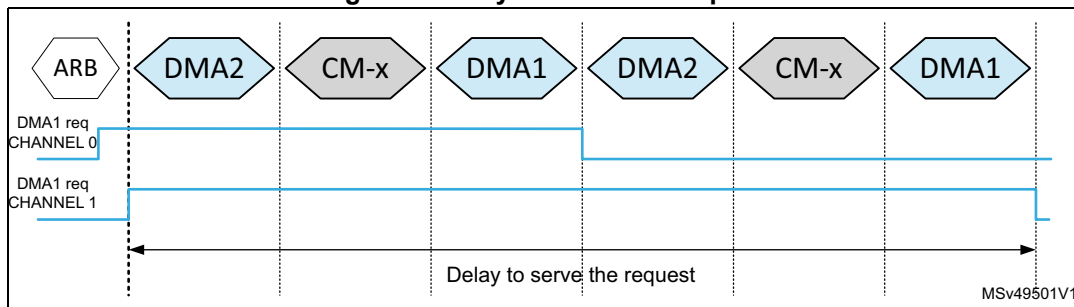 ARB DMA2 CM-x DMA1 DMA2 CM-x DMA1
DMA1 req
CHANNEL 0
DMA1 req
CHANNEL 1
Delay to serve the request
MSv49501V1